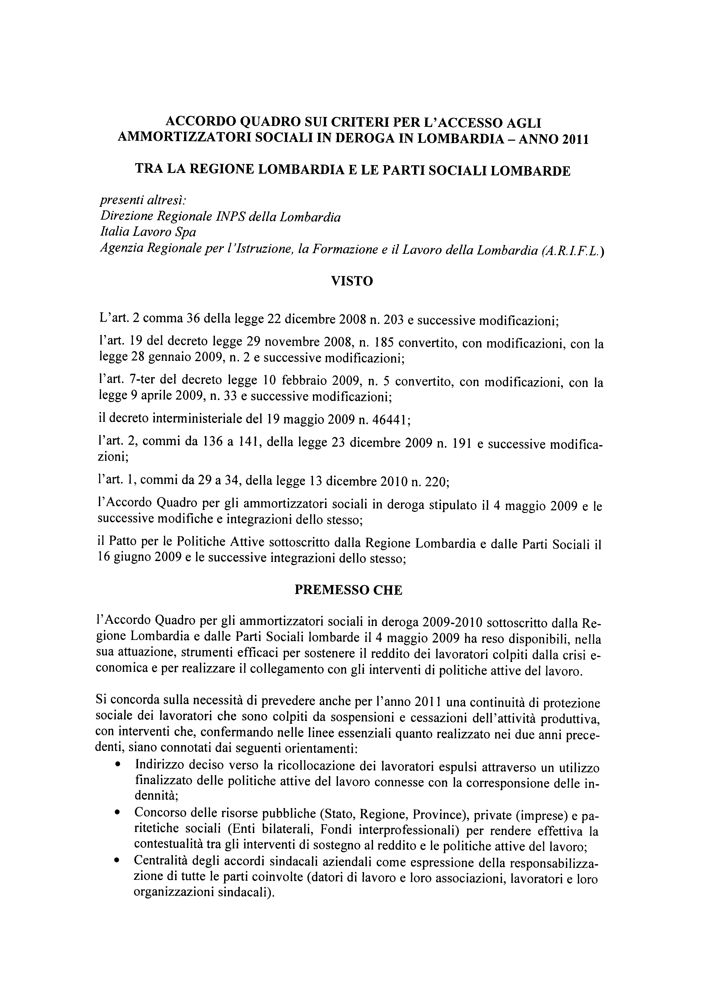 ACCORDO QUADRO SUI CRITERI PER L'ACCESSO AGLI
AMMORTIZZATORI SOCIALI IN DEROGA IN LOMBARDIA – ANNO 2011
TRA LA REGIONE LOMBARDIA E LE PARTI SOCIALI LOMBARDE
presenti altresì:
Direzione Regionale INPS della Lombardia
Italia Lavoro Spa
Agenzia Regionale per l'Istruzione, la Formazione e il Lavoro della Lombardia (A.R.I.F.L.)
VISTO
L'art. 2 comma 36 della legge 22 dicembre 2008 n. 203 e successive modificazioni;
l'art. 19 del decreto legge 29 novembre 2008, n. 185 convertito, con modificazioni, con la
legge 28 gennaio 2009, n. 2 e successive modificazioni;
l'art. 7-ter del decreto legge 10 febbraio 2009, n. 5 convertito, con modificazioni, con la
legge 9 aprile 2009, n. 33 e successive modificazioni;
il decreto interministeriale del 19 maggio 2009 n. 46441;
l'art. 2, commi da 136 a 141, della legge 23 dicembre 2009 n. 191 e successive modifica-
zioni;
l'art. 1, commi da 29 a 34, della legge 13 dicembre 2010 n. 220;
l'Accordo Quadro per gli ammortizzatori sociali in deroga stipulato il 4 maggio 2009 e le
successive modifiche e integrazioni dello stesso;
il Patto per le Politiche Attive sottoscritto dalla Regione Lombardia e dalle Parti Sociali il
16 giugno 2009 e le successive integrazioni dello stesso;
PREMESSO CHE
l'Accordo Quadro per gli ammortizzatori sociali in deroga 2009-2010 sottoscritto dalla Re-
gione Lombardia e dalle Parti Sociali lombarde il 4 maggio 2009 ha reso disponibili, nella
sua attuazione, strumenti efficaci per sostenere il reddito dei lavoratori colpiti dalla crisi e-
conomica e per realizzare il collegamento con gli interventi di politiche attive del lavoro.
Si concorda sulla necessità di prevedere anche per l'anno 2011 una continuità di protezione
sociale dei lavoratori che sono colpiti da sospensioni e cessazioni dell'attività produttiva,
con interventi che, confermando nelle linee essenziali quanto realizzato nei due anni prece-
denti, siano connotati dai seguenti orientamenti:
• Indirizzo deciso verso la ricollocazione dei lavoratori espulsi attraverso un utilizzo
finalizzato delle politiche attive del lavoro connesse con la corresponsione delle in-
dennità;
• Concorso delle risorse pubbliche (Stato, Regione, Province), private (imprese) e pa-
ritetiche sociali (Enti bilaterali, Fondi interprofessionali) per rendere effettiva la
contestualità tra gli interventi di sostegno al reddito e le politiche attive del lavoro;
• Centralità degli accordi sindacali aziendali come espressione della responsabilizza-
zione di tutte le parti coinvolte (datori di lavoro e loro associazioni, lavoratori e loro
organizzazioni sindacali).